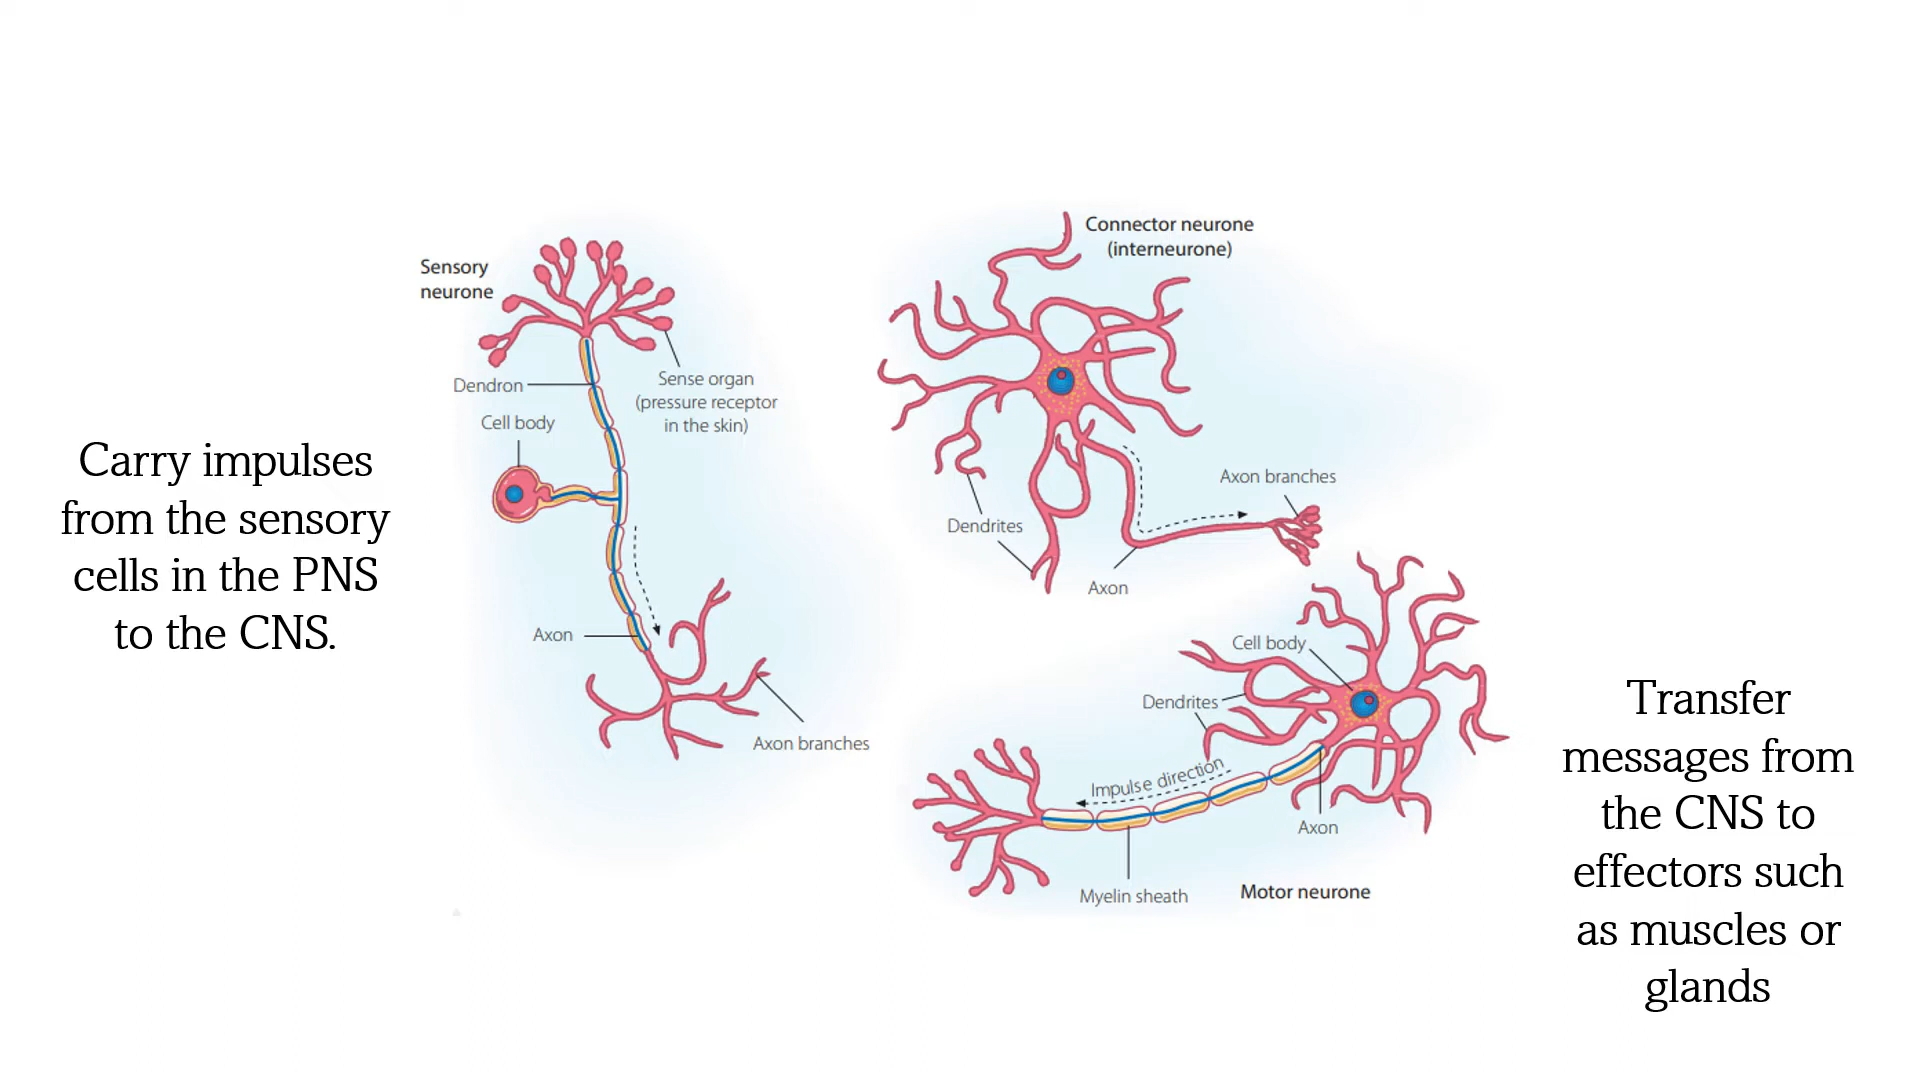 Carry impulses
from the sensory
cells in the PNS
to the CNS.
Sensory
neurone
Dendron
Cell body
Sense organ
(pressure receptor
in the skin)
Axon
Axon branches
Connector neurone
(interneurone)
Axon branches
Dendrites
Axon
Cell body
Dendrites
Impulse direction
Axon
Myelin sheath
Motor neurone
Transfer
messages from
the CNS to
effectors such
as muscles or
glands